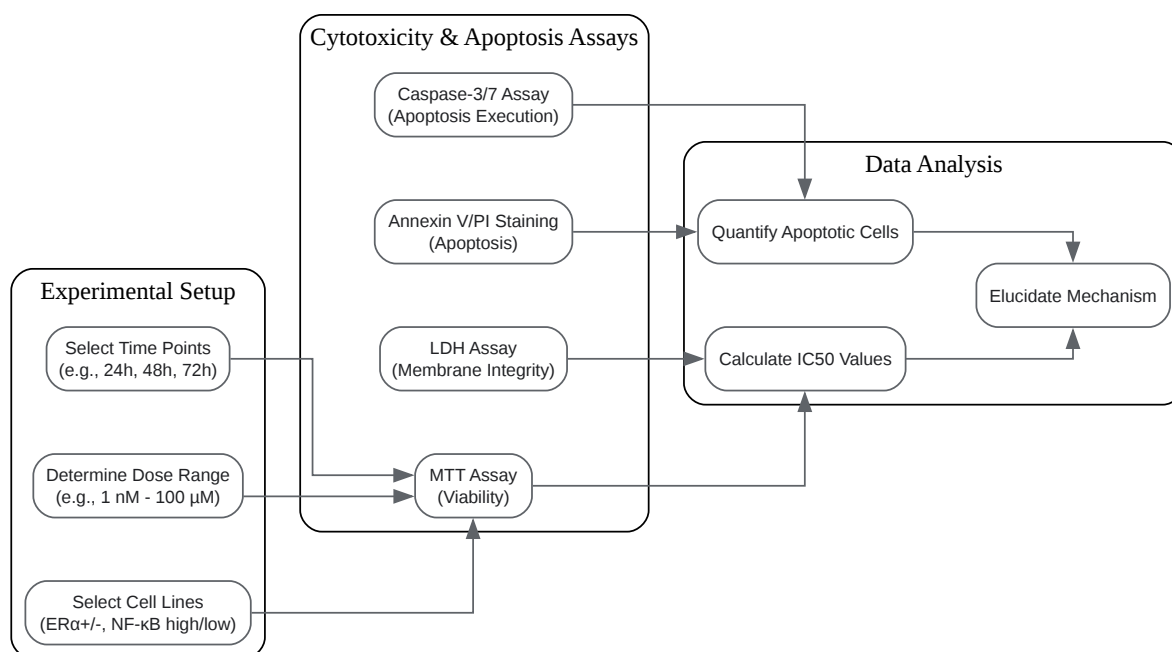 Cytotoxicity & Apoptosis Assays
Caspase-3/7 Assay
(Apoptosis Execution)
Annexin V/PI Staining
(Apoptosis)
LDH Assay
(Membrane Integrity)
MTT Assay
(Viability)
Data Analysis
Quantify Apoptotic Cells
Elucidate Mechanism
Calculate IC50 Values
Experimental Setup
Select Time Points
(e.g., 24h, 48h, 72h)
Determine Dose Range
(e.g., 1 nM - 100 µM)
Select Cell Lines
(ERα+/-, NF-κB high/low)